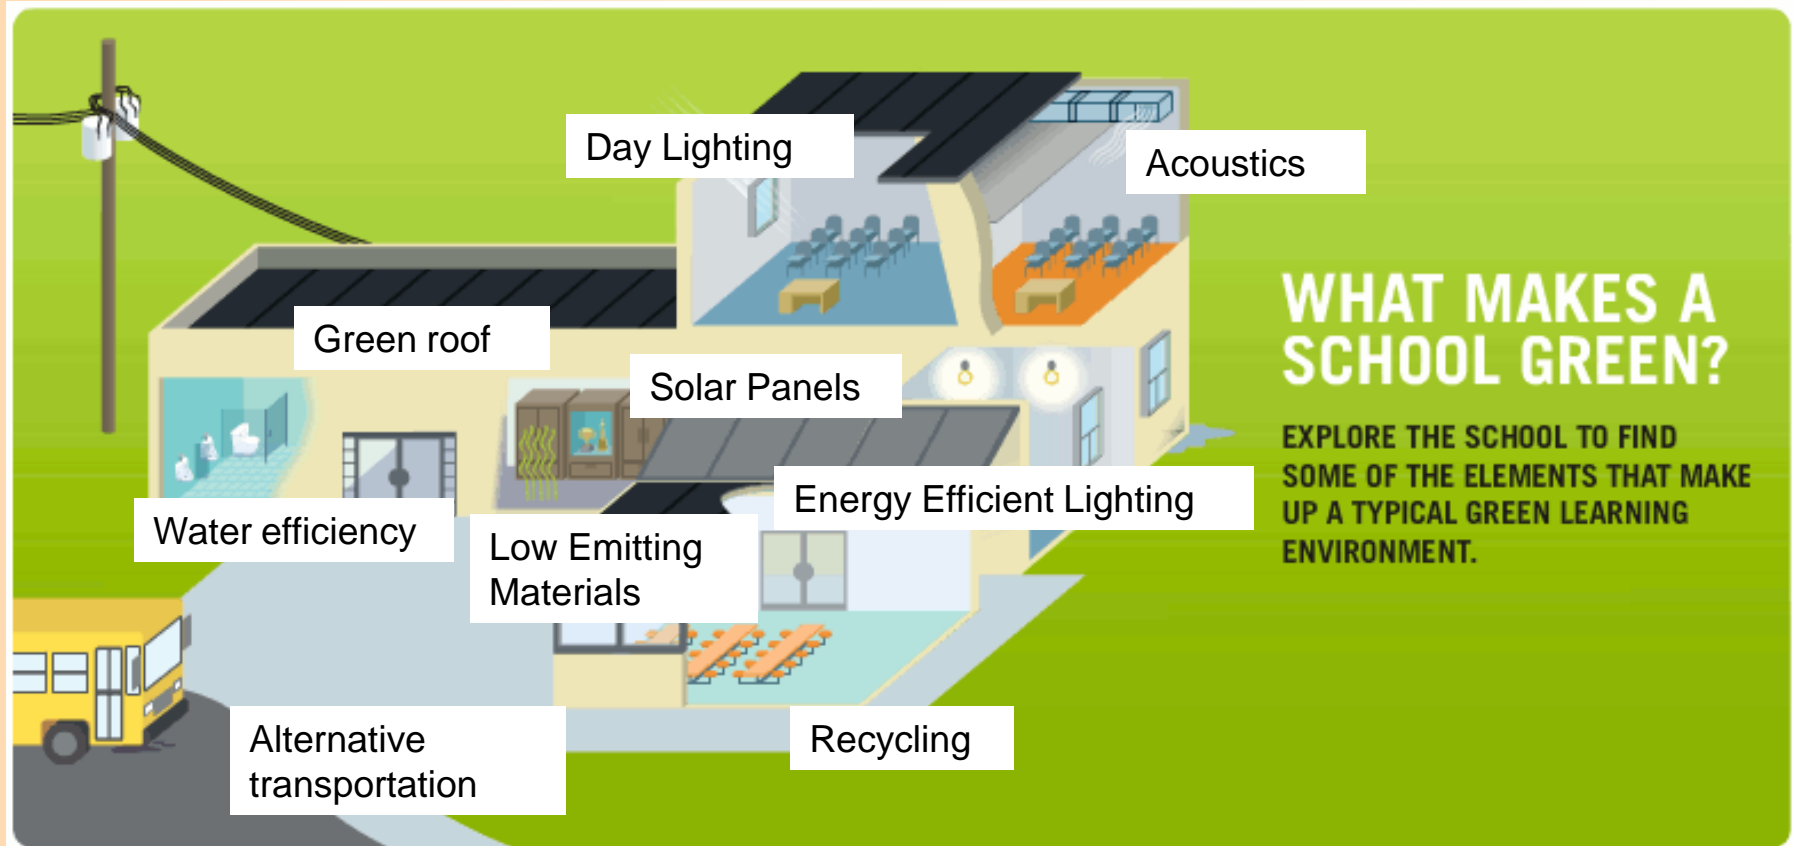 Day Lighting
Acoustics
Green roof
Solar Panels
Energy Efficient Lighting
Water efficiency
Low Emitting
Materials
Alternative
transportation
Recycling
WHAT MAKES A
SCHOOL GREEN?
EXPLORE THE SCHOOL TO FIND
SOME OF THE ELEMENTS THAT MAKE
UP A TYPICAL GREEN LEARNING
ENVIRONMENT.